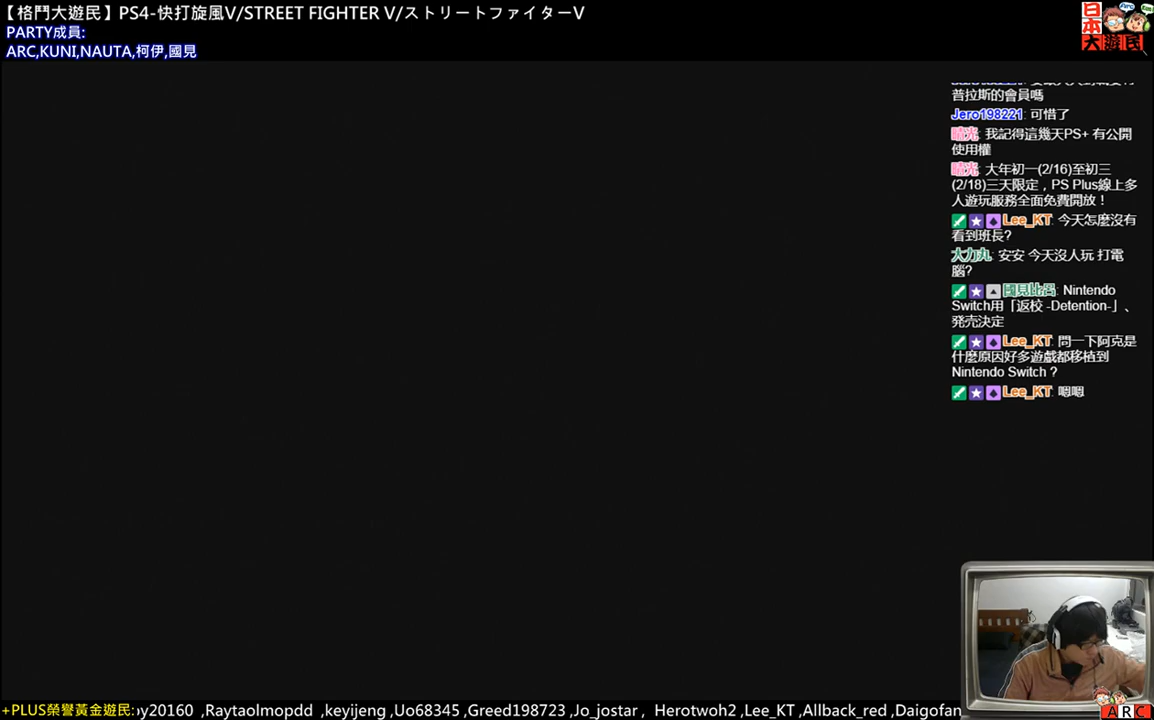 【格鬥大遊民】PS4-快打旋風V/STREET FIGHTER V/ストリートファイターV
PARTY成員:
ARC,KUNI,NAUTA,柯伊,國見
日本
大遊民
普拉斯的會員嗎
Jero198221: 可惜了
晴光: 我記得這幾天PS+ 有公開
使用權
晴光: 大年初一(2/16)至初三
(2/18)三天限定，PS Plus線上多
人遊玩服務全面免費開放！
Lee_KT: 今天怎麼沒有
看到班長?
大力丸: 安安 今天沒人玩 打電
腦?
國見比呂: Nintendo
Switch用「返校 -Detention-」、
発売決定
Lee_KT: 問一下阿克是
什麼原因好多遊戲都移植到
Nintendo Switch ?
Lee_KT: 嗯嗯
ARC
+PLUS榮譽黃金遊民:y20160 ,Raytaolmopdd ,keyijeng ,Uo68345 ,Greed198723 ,Jo_jostar , Herotwoh2 ,Lee_KT ,Allback_red ,Daigofan